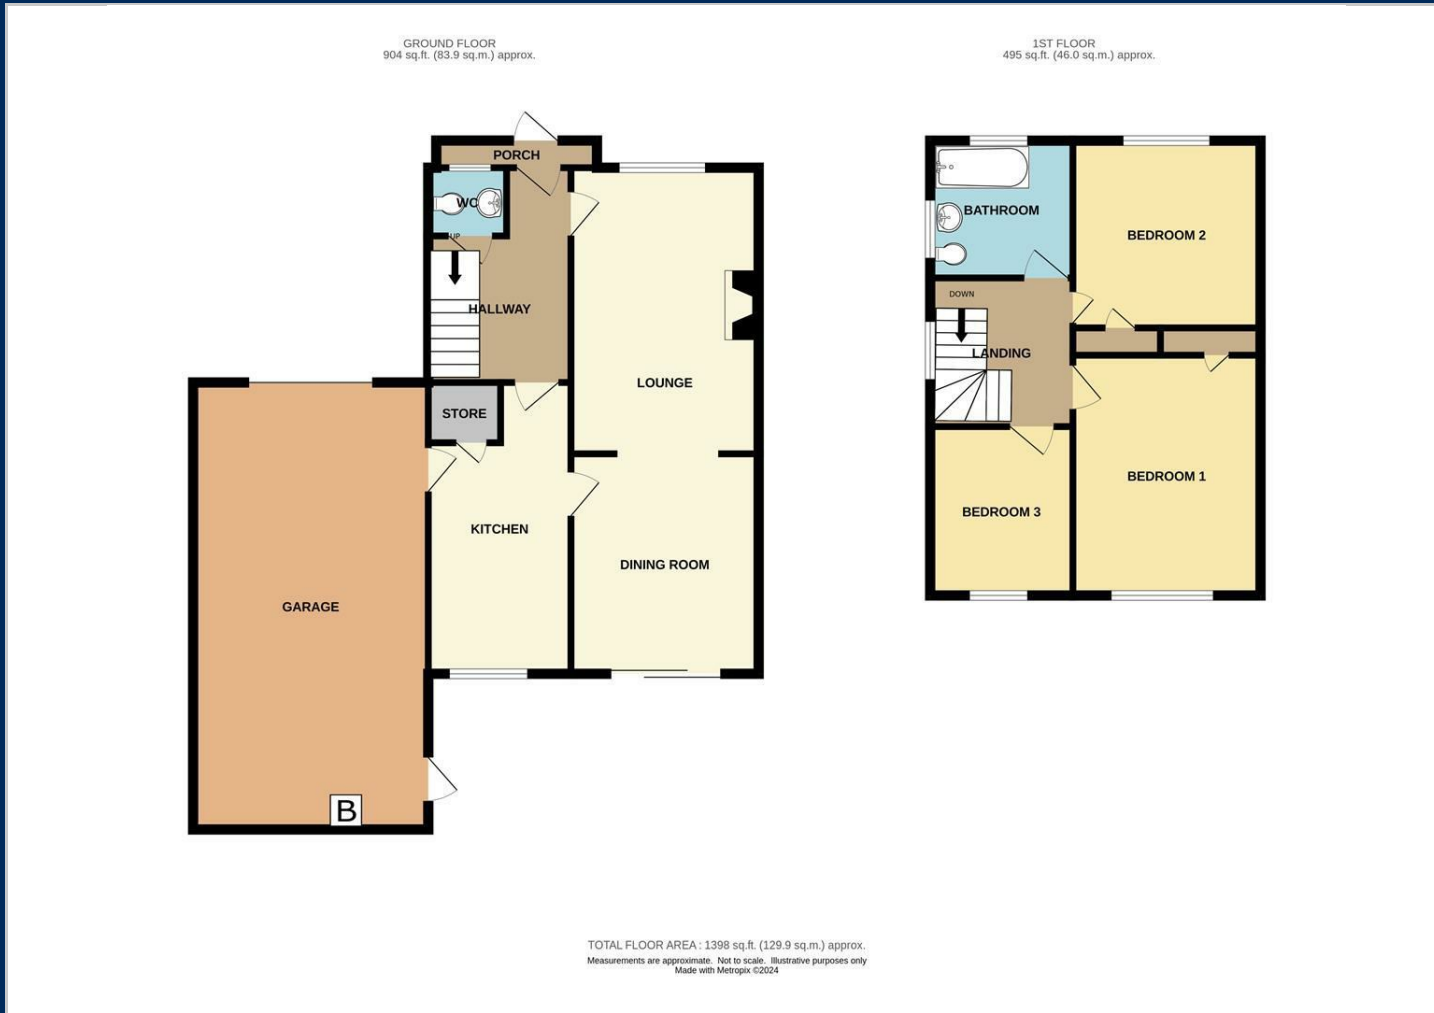 GROUND FLOOR
904 sq.ft. (83.9 sq.m.) approx.
1ST FLOOR
495 sq.ft. (46.0 sq.m.) approx.
PORCH
WC
UP
HALLWAY
LOUNGE
STORE
KITCHEN
DINING ROOM
GARAGE
B
BATHROOM
BEDROOM 2
DOWN
LANDING
BEDROOM 1
BEDROOM 3
TOTAL FLOOR AREA : 1398 sq.ft. (129.9 sq.m.) approx.
Measurements are approximate. Not to scale. Illustrative purposes only
Made with Metropix ©2024